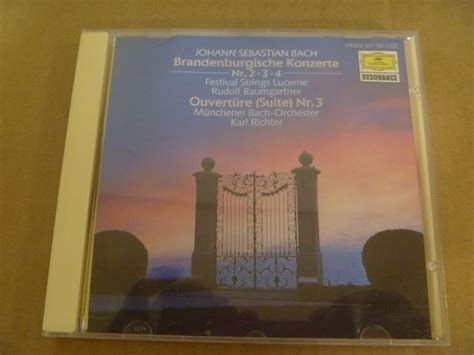 JOHANN SEBASTIAN BACH
Brandenburgische Konzerte
Nr. 2 · 3 · 4
Festival Strings Lucerne
Rudolf Baumgartner
Ouvertüre (Suite) Nr. 3
Münchener Bach-Orchester
Karl Richter
STEREO
RESONANCE